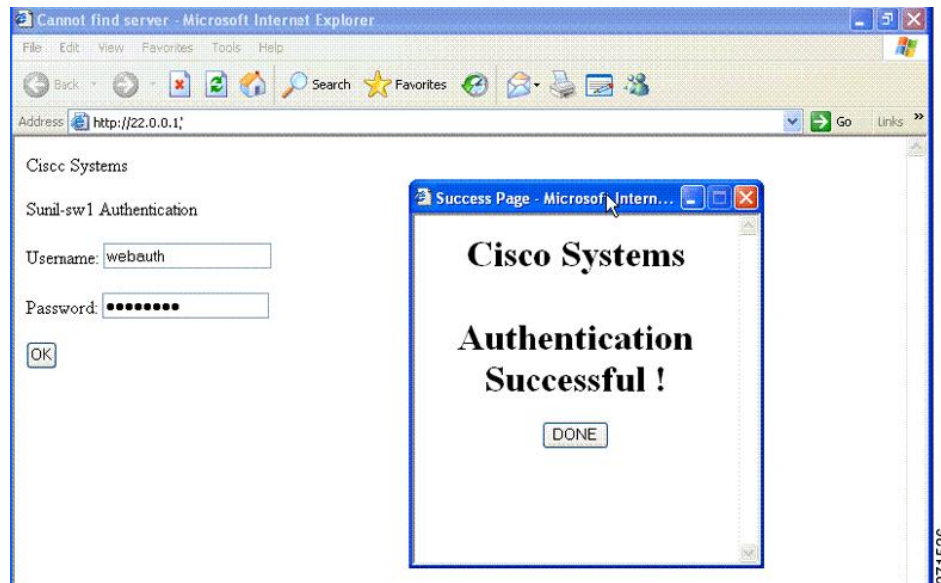 Cannot find server - Microsoft Internet Explorer
File Edit View Favorites Tools Help
Back Search Favorites
Address http://22.0.0.1/ Go Links »
Ciscc Systems
Sunil-sw1 Authentication
Username: webauth
Password: ●●●●●●●●
OK
Success Page - Microsoft Intern...
Cisco Systems
Authentication
Successful !
DONE